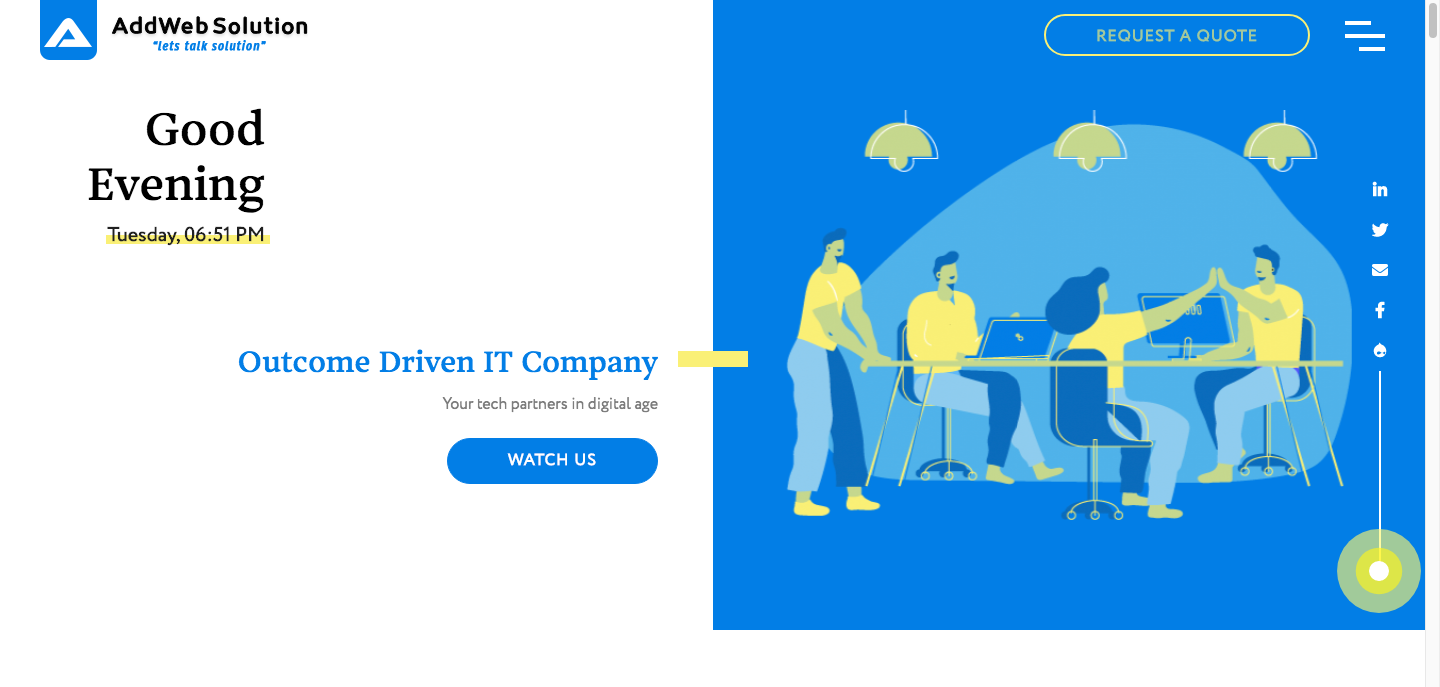 AddWeb Solution
"lets talk solution"
REQUEST A QUOTE
Good
Evening
Tuesday, 06:51 PM
Outcome Driven IT Company
Your tech partners in digital age
WATCH US